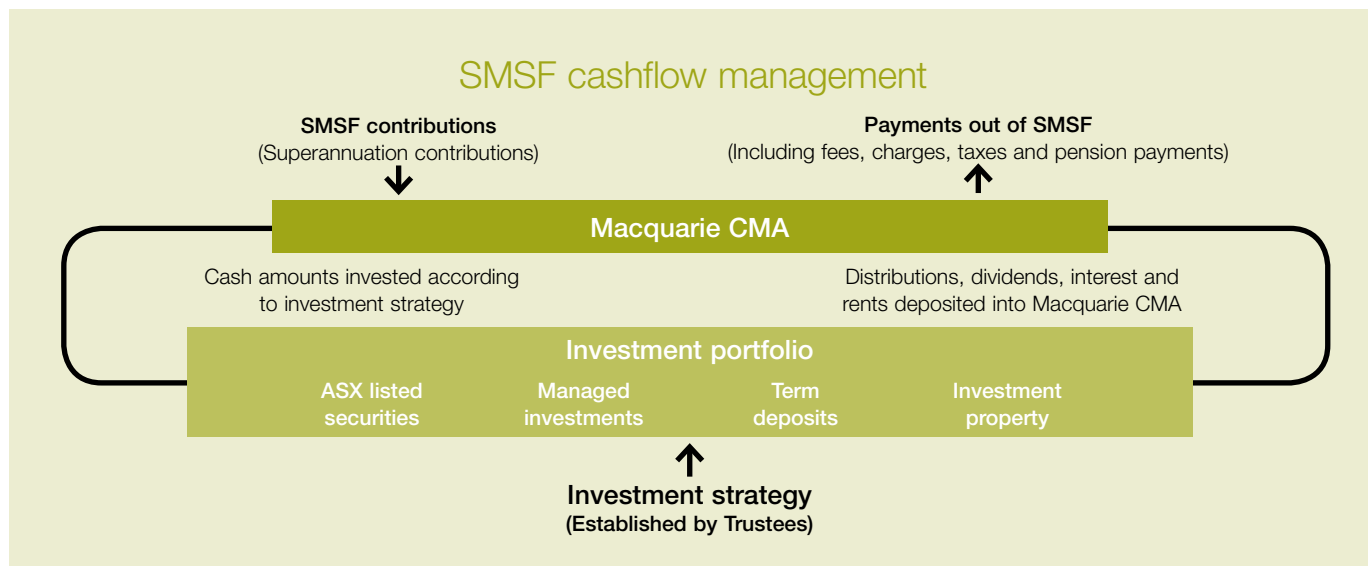 SMSF cashflow management
SMSF contributions
(Superannuation contributions)
Payments out of SMSF
(Including fees, charges, taxes and pension payments)
Macquarie CMA
Cash amounts invested according
to investment strategy
Distributions, dividends, interest and
rents deposited into Macquarie CMA
Investment portfolio
ASX listed
securities
Managed
investments
Term
deposits
Investment
property
Investment strategy
(Established by Trustees)